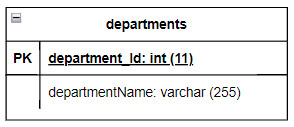 departments
PK department_Id: int (11)
departmentName: varchar (255)